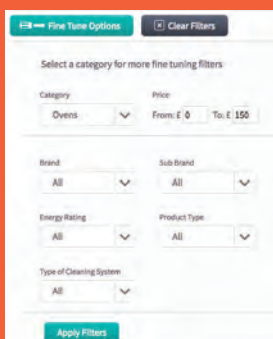 Fine Tune Options
Clear Filters
Select a category for more fine tuning filters
Category
Price
Ovens
From: £ 0 To: £ 150
Brand
Sub Brand
All
All
Energy Rating
Product Type
All
All
Type of Cleaning System
All
Apply Filters